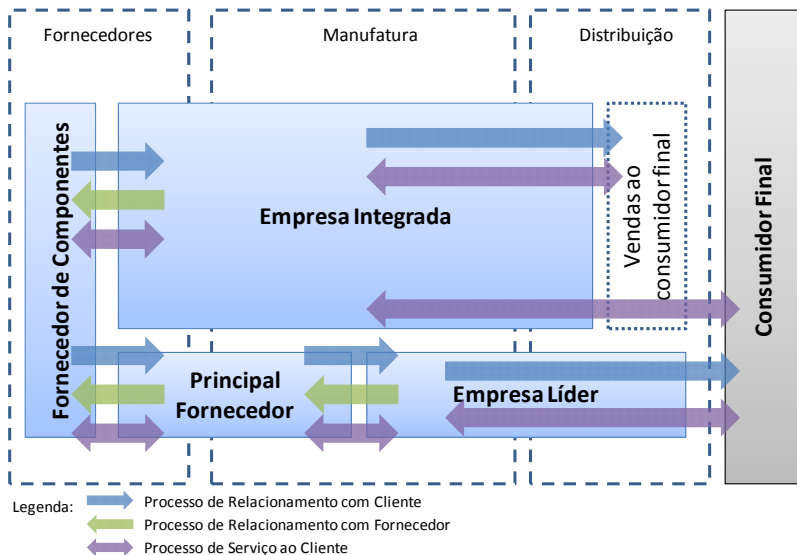 Fornecedores
Manufatura
Distribuição
Fornecedor de Componentes
Empresa Integrada
Vendas ao
consumidor final
Consumidor Final
Principal
Fornecedor
Empresa Líder
Legenda:
Processo de Relacionamento com Cliente
Processo de Relacionamento com Fornecedor
Processo de Serviço ao Cliente